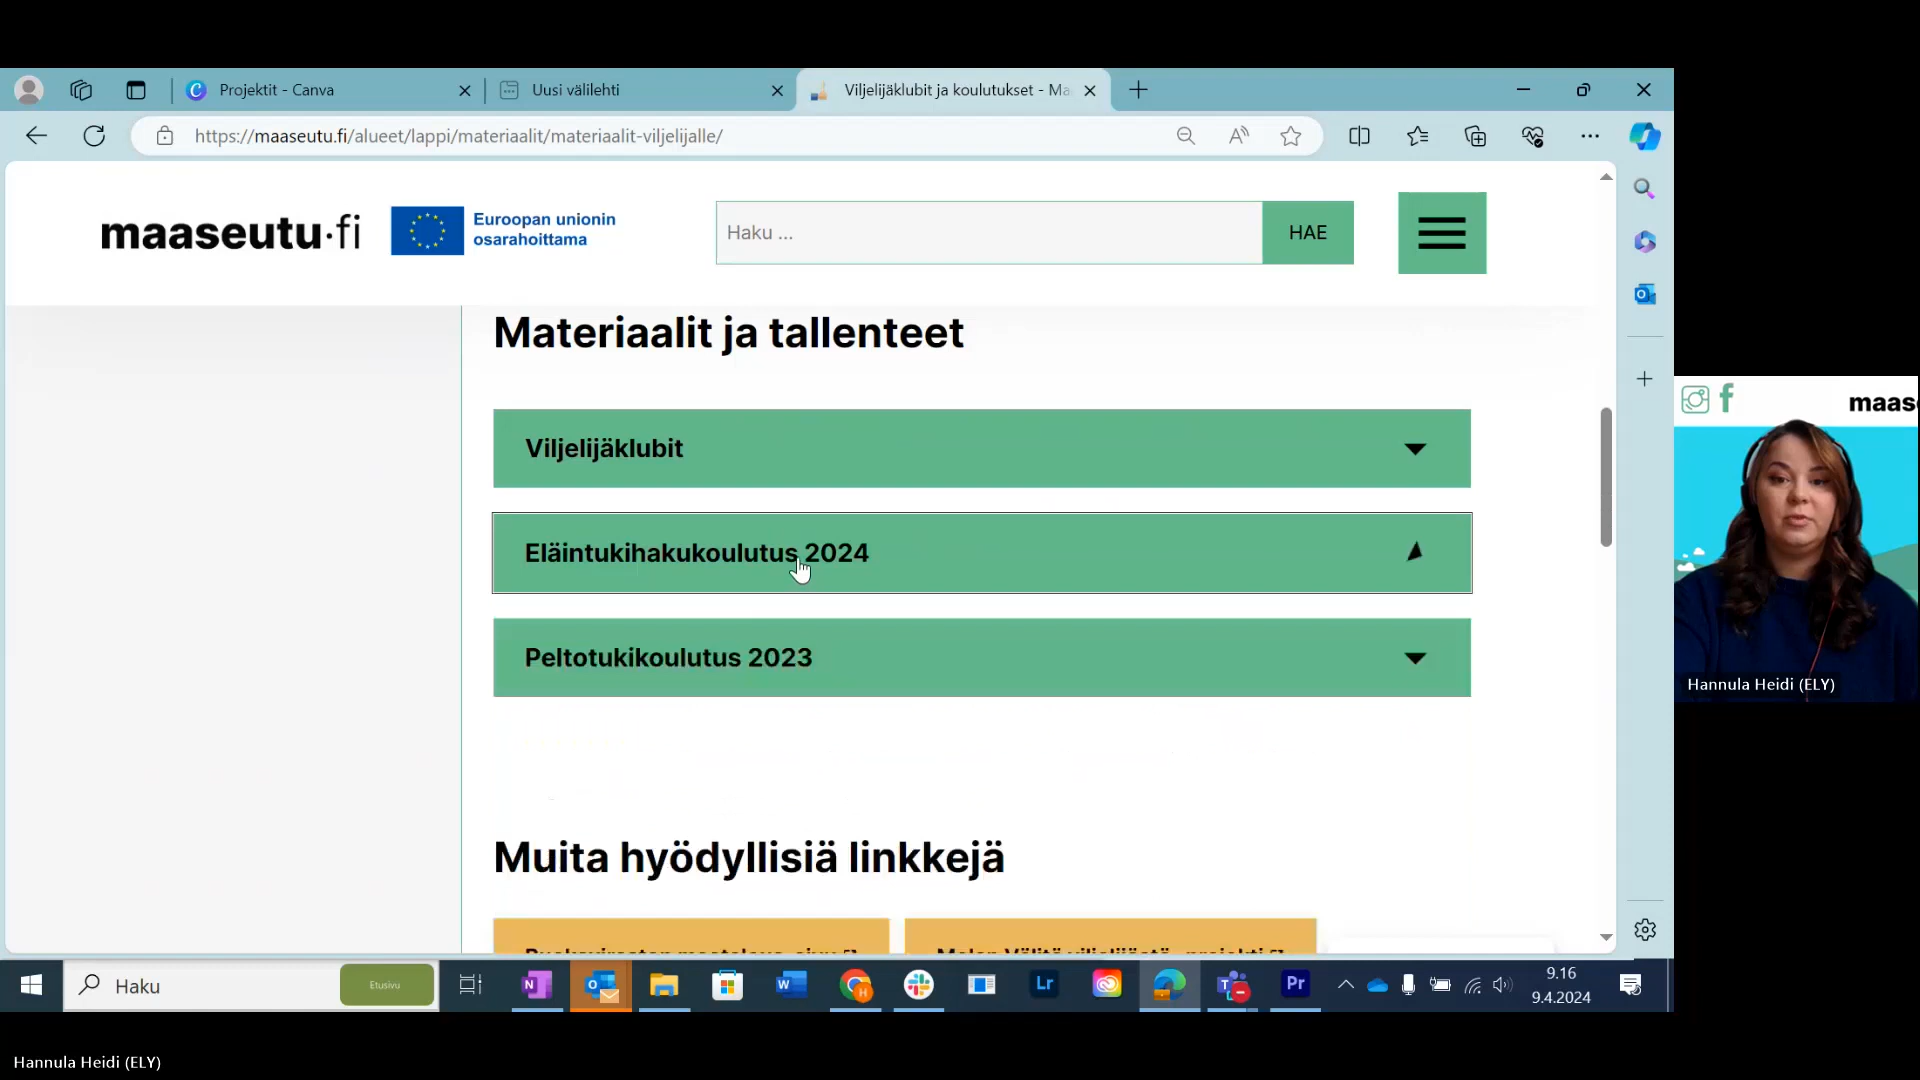 Projektit - Canva
Uusi välilehti
Viljelijäklubit ja koulutukset - Ma
https://maaseutu.fi/alueet/lappi/materiaalit/materiaalit-viljelijalle/
maaseutu.fi
Euroopan unionin
osarahoittama
Haku ...
HAE
Materiaalit ja tallenteet
maas
Viljelijäklubit
Eläintukihakukoulutus 2024
Peltotukikoulutus 2023
Hannula Heidi (ELY)
Muita hyödyllisiä linkkejä
Haku
Etusivu
9.16
9.4.2024
Hannula Heidi (ELY)